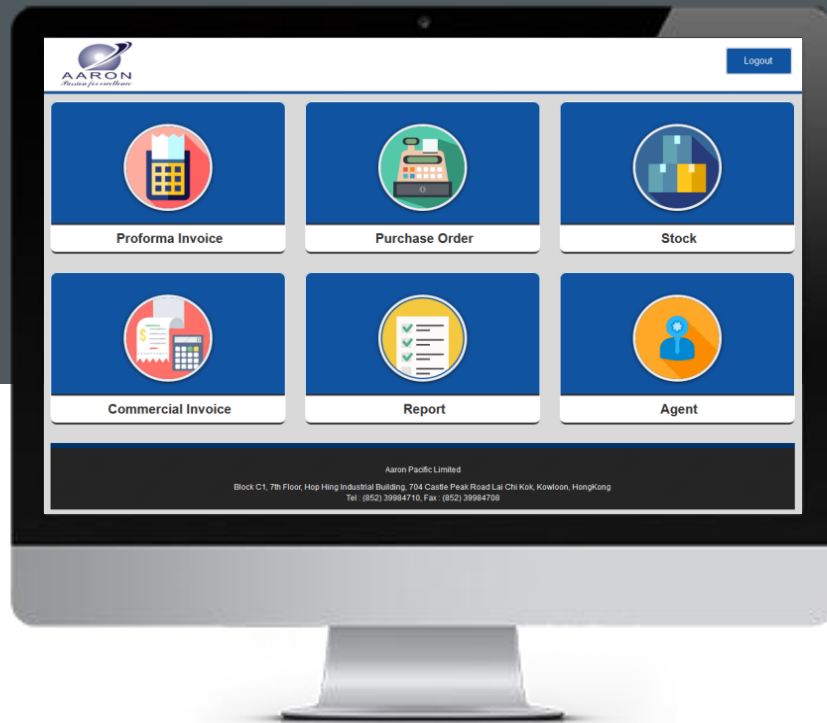 AARON
Passion for excellence
Logout
Proforma Invoice
Purchase Order
Stock
$
Commercial Invoice
Report
Agent
Aaron Pacific Limited
Block C1, 7th Floor, Hop Hing Industrial Building, 704 Castle Peak Road Lai Chi Kok, Kowloon, HongKong
Tel : (852) 39984710, Fax : (852) 39984708